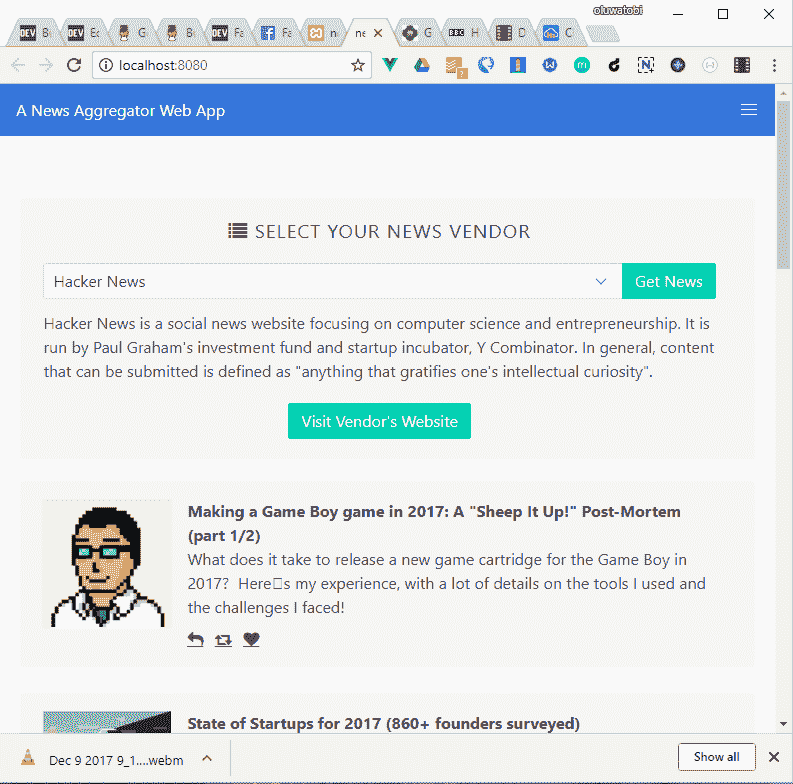 oluwatobi
DEV B DEV Ec G B DEV Fa Fa n ne G BBC H D C
localhost:8080
A News Aggregator Web App
SELECT YOUR NEWS VENDOR
Hacker News
Get News
Hacker News is a social news website focusing on computer science and entrepreneurship. It is
run by Paul Graham's investment fund and startup incubator, Y Combinator. In general, content
that can be submitted is defined as "anything that gratifies one's intellectual curiosity".
Visit Vendor's Website
Making a Game Boy game in 2017: A "Sheep It Up!" Post-Mortem
(part 1/2)
What does it take to release a new game cartridge for the Game Boy in
2017? Here□s my experience, with a lot of details on the tools I used and
the challenges I faced!
State of Startups for 2017 (860+ founders surveyed)
Dec 9 2017 9_1....webm
Show all